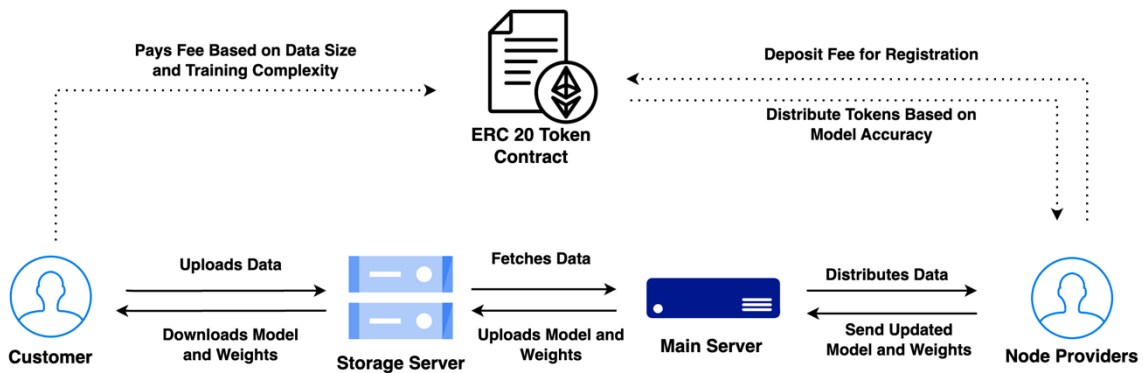 Pays Fee Based on Data Size
and Training Complexity
Deposit Fee for Registration
Distribute Tokens Based on
Model Accuracy
ERC 20 Token
Contract
Uploads Data
Downloads Model
and Weights
Fetches Data
Uploads Model and
Weights
Distributes Data
Send Updated
Model and Weights
Customer
Storage Server
Main Server
Node Providers